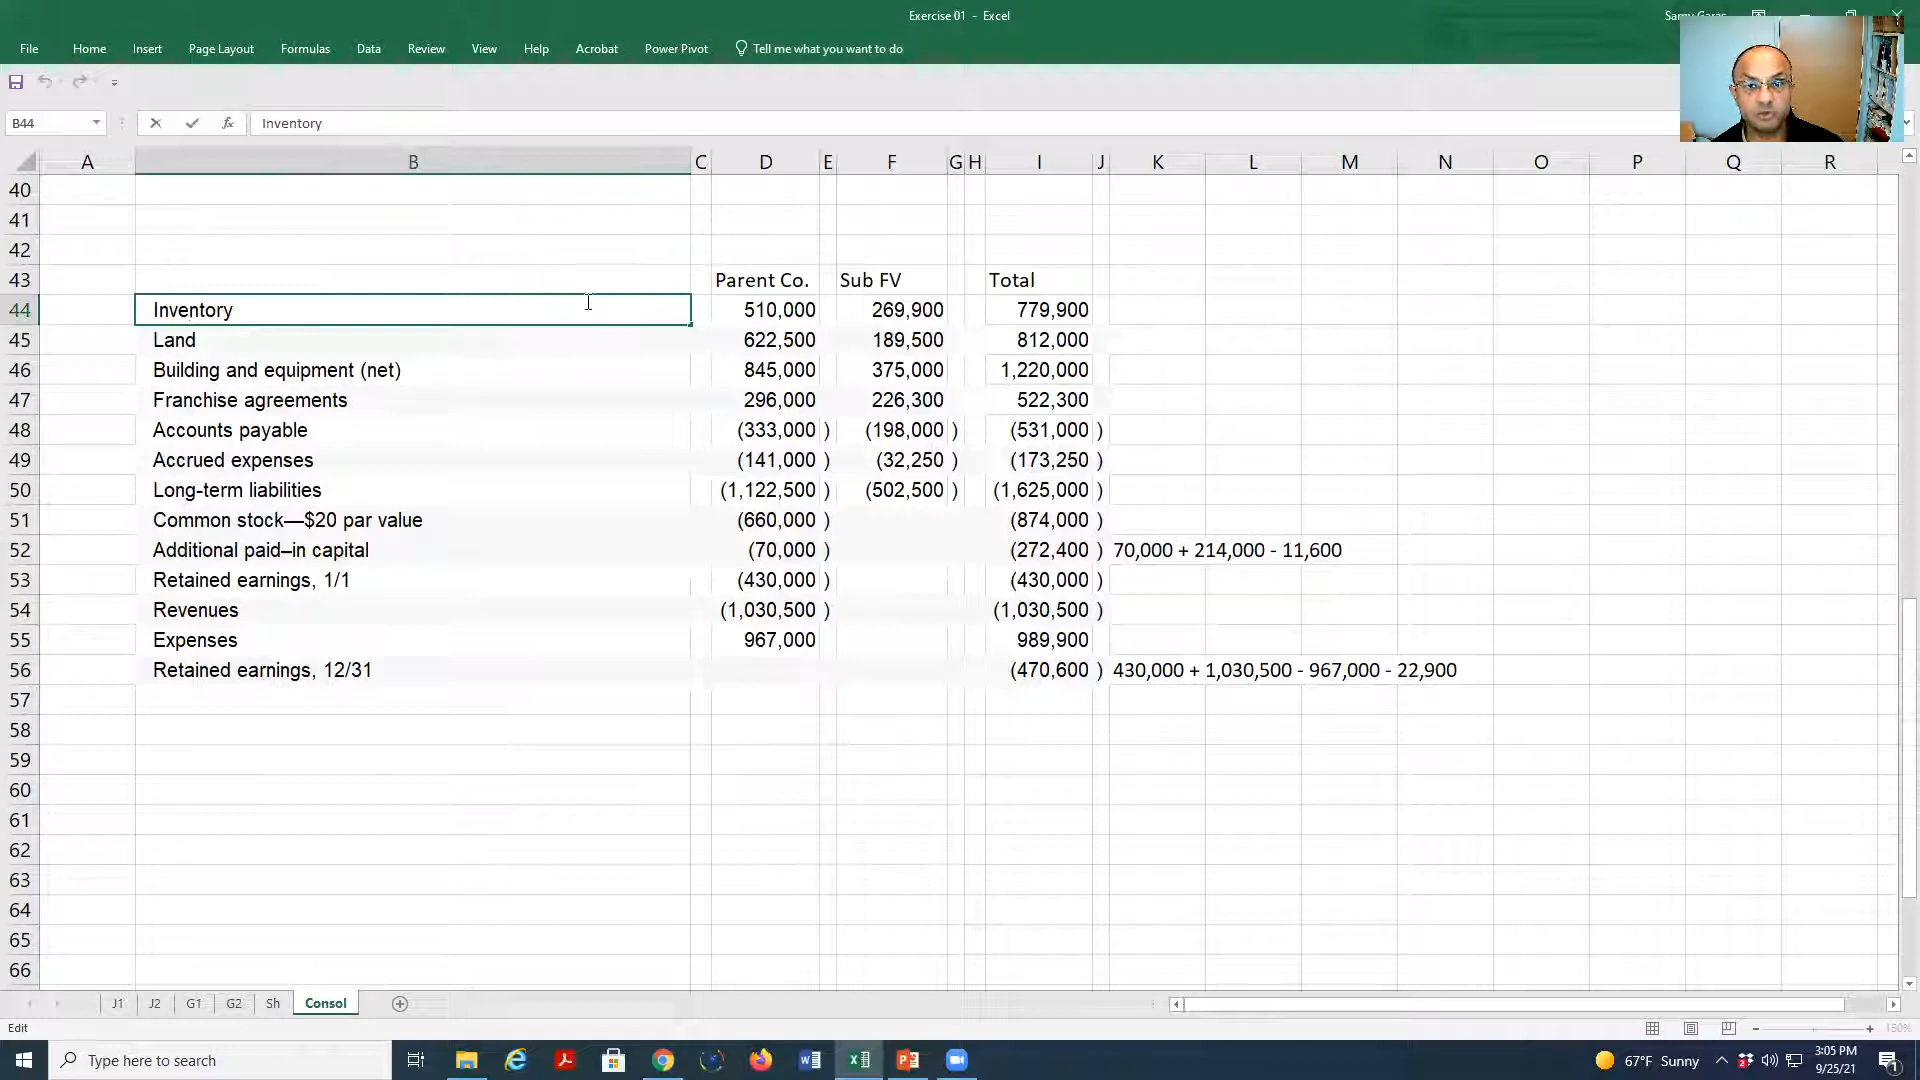 Exercise 01 - Excel
File Home Insert Page Layout Formulas Data Review View Help Acrobat Power Pivot Tell me what you want to do
B44 fx Inventory
A B C D E F G H I J K L M N O P Q R
40
41
42
43 Parent Co. Sub FV Total
44 Inventory 510,000 269,900 779,900
45 Land 622,500 189,500 812,000
46 Building and equipment (net) 845,000 375,000 1,220,000
47 Franchise agreements 296,000 226,300 522,300
48 Accounts payable (333,000 ) (198,000 ) (531,000 )
49 Accrued expenses (141,000 ) (32,250 ) (173,250 )
50 Long-term liabilities (1,122,500 ) (502,500 ) (1,625,000 )
51 Common stock—$20 par value (660,000 ) (874,000 )
52 Additional paid–in capital (70,000 ) (272,400 ) 70,000 + 214,000 - 11,600
53 Retained earnings, 1/1 (430,000 ) (430,000 )
54 Revenues (1,030,500 ) (1,030,500 )
55 Expenses 967,000 989,900
56 Retained earnings, 12/31 (470,600 ) 430,000 + 1,030,500 - 967,000 - 22,900
57
58
59
60
61
62
63
64
65
66
J1 J2 G1 G2 Sh Consol
Edit 150%
Type here to search 67°F Sunny 3:05 PM
9/25/21